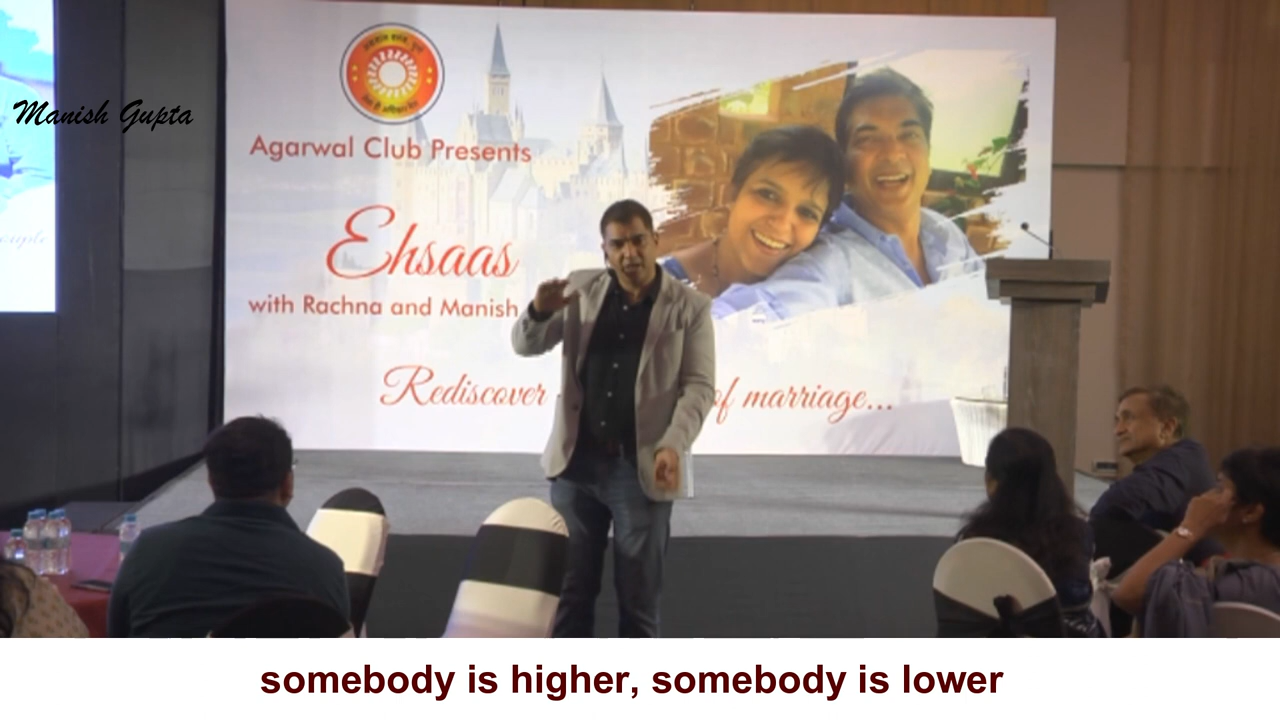 Manish Gupta
Agarwal Club Presents
Ehsaas
with Rachna and Manish
Rediscover
of marriage...
somebody is higher, somebody is lower